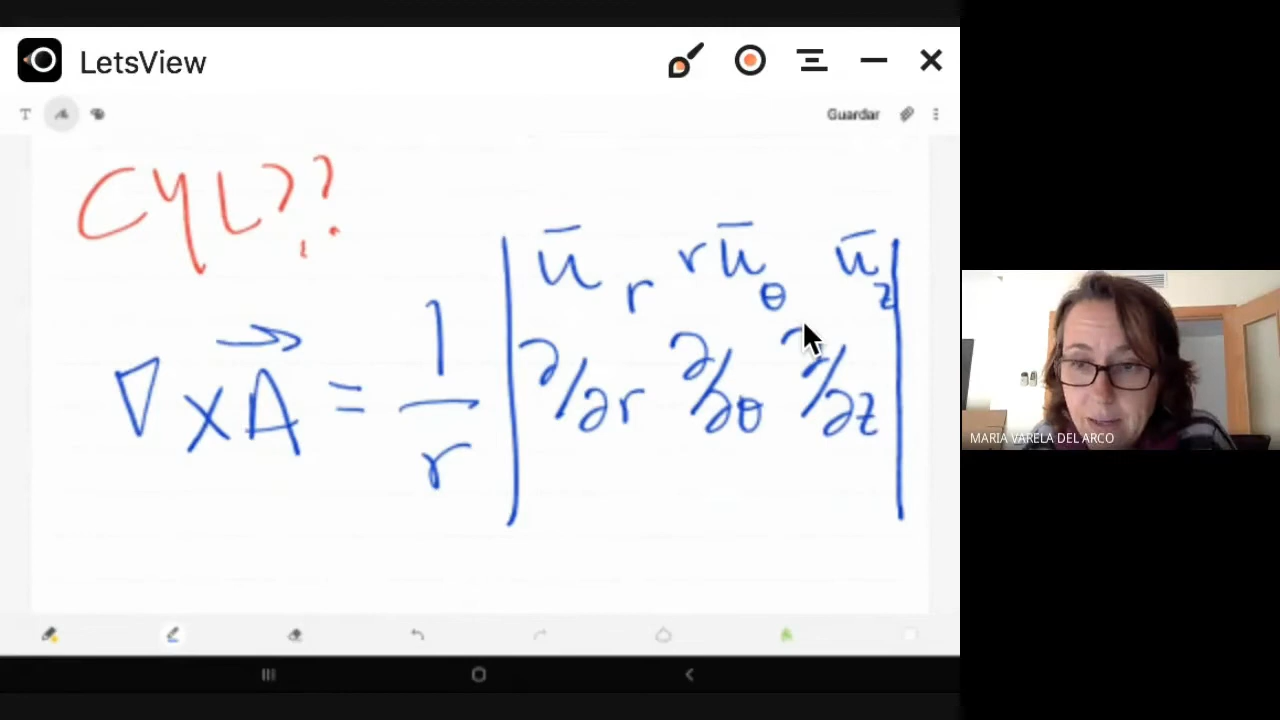 LetsView
T
Guardar
CYL??
ū_r rū_θ ū_z
∇ x A⃗ = 1/r | ∂/∂r ∂/∂θ ∂/∂z |
MARIA VARELA DEL ARCO